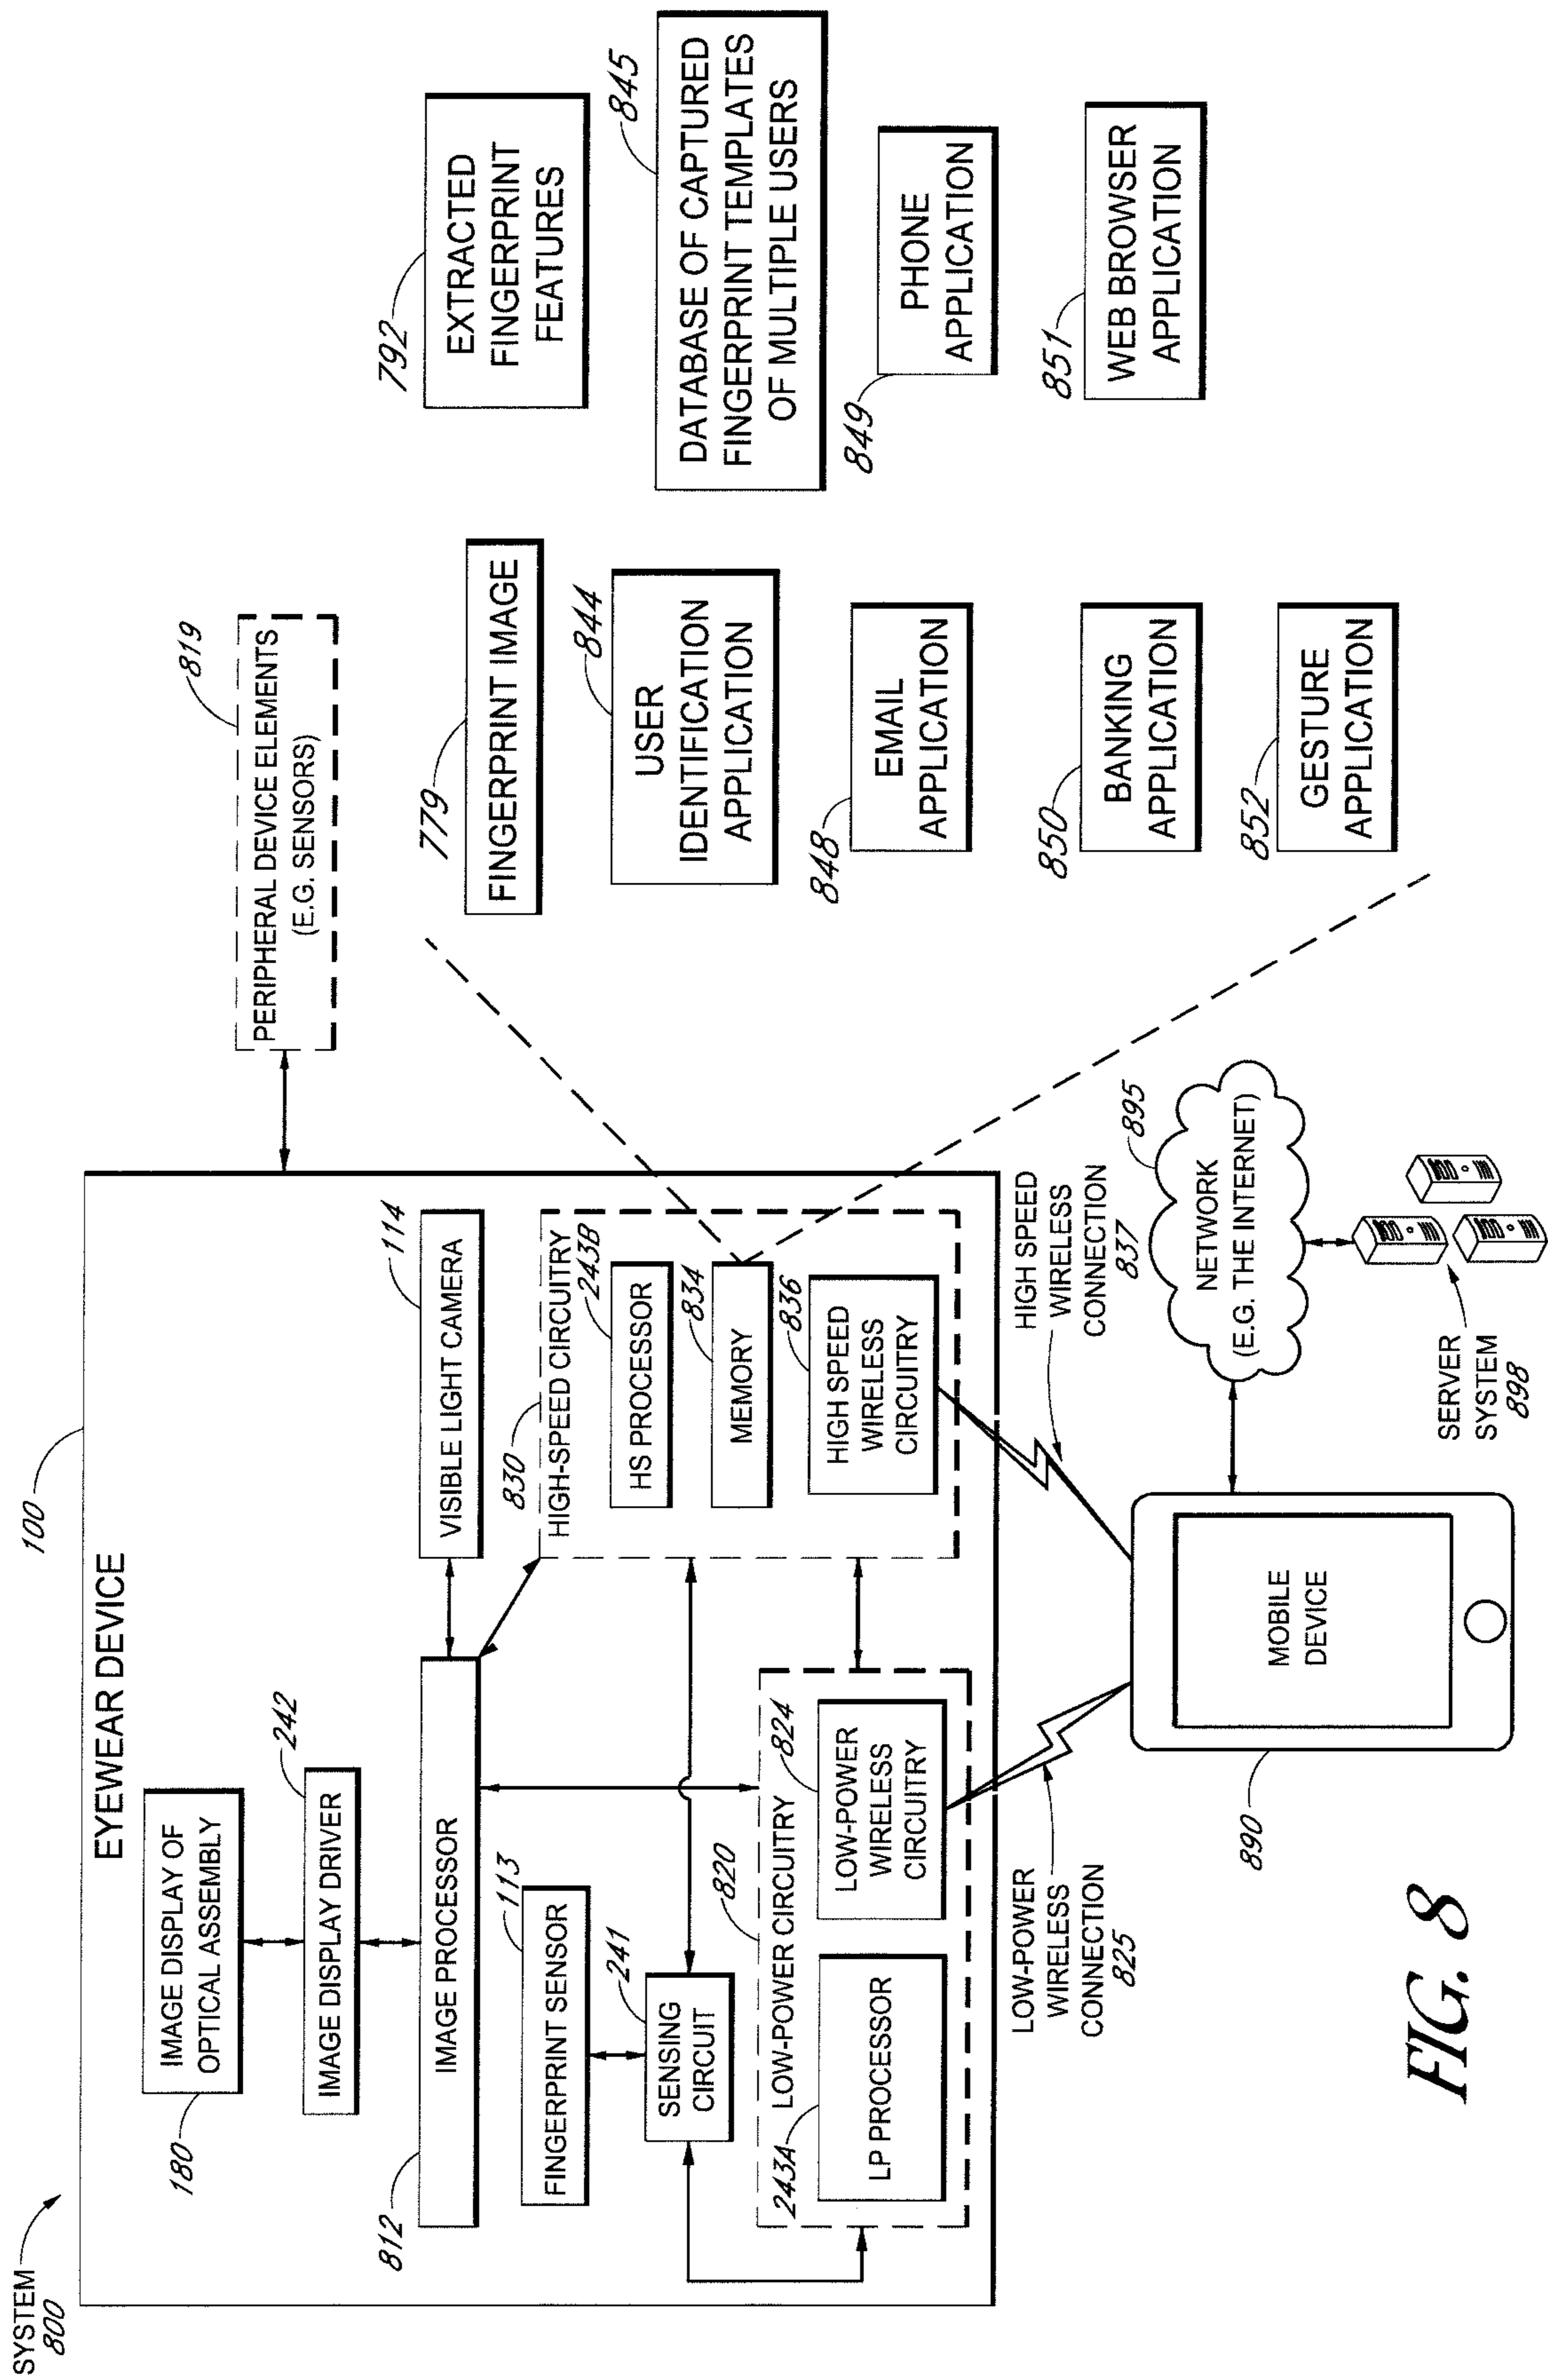 SYSTEM
800
100
EYEWEAR DEVICE
180
IMAGE DISPLAY OF
OPTICAL ASSEMBLY
242
IMAGE DISPLAY DRIVER
812
IMAGE PROCESSOR
114
VISIBLE LIGHT CAMERA
113
FINGERPRINT SENSOR
241
SENSING
CIRCUIT
830
HIGH-SPEED CIRCUITRY
243B
HS PROCESSOR
834
MEMORY
836
HIGH SPEED
WIRELESS
CIRCUITRY
820
LOW-POWER CIRCUITRY
243A
LP PROCESSOR
824
LOW-POWER
WIRELESS
CIRCUITRY
819
PERIPHERAL DEVICE ELEMENTS
(E.G. SENSORS)
779
FINGERPRINT IMAGE
792
EXTRACTED
FINGERPRINT
FEATURES
844
USER
IDENTIFICATION
APPLICATION
845
DATABASE OF CAPTURED
FINGERPRINT TEMPLATES
OF MULTIPLE USERS
848
EMAIL
APPLICATION
849
PHONE
APPLICATION
850
BANKING
APPLICATION
851
WEB BROWSER
APPLICATION
852
GESTURE
APPLICATION
LOW-POWER
WIRELESS
CONNECTION
825
HIGH SPEED
WIRELESS
CONNECTION
837
890
MOBILE
DEVICE
895
NETWORK
(E.G. THE INTERNET)
SERVER
SYSTEM
898
FIG. 8